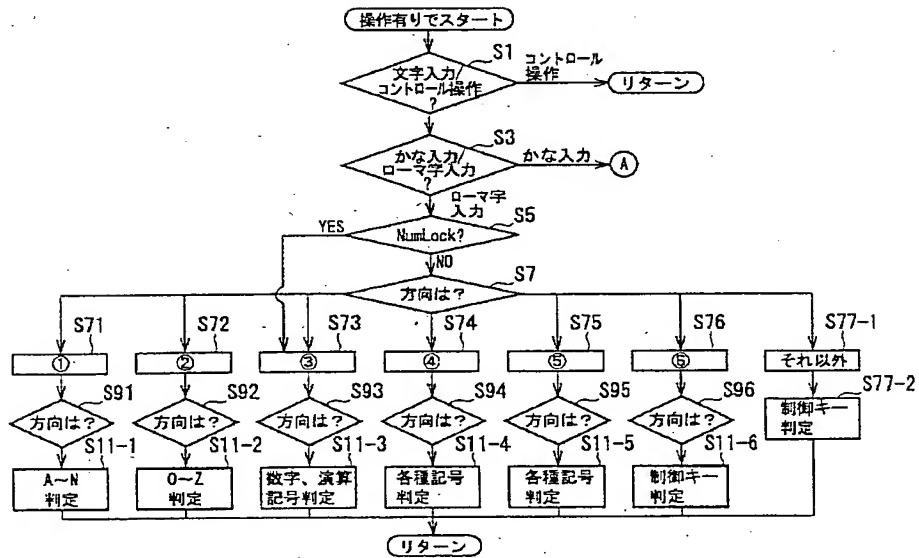 操作有りでスタート
S1
文字入力/
コントロール操作
?
コントロール
操作
リターン
S3
かな入力/
ローマ字入力
?
かな入力
A
ローマ字
入力
S5
YES
NumLock?
NO
S7
方向は?
S71
S72
S73
S74
S75
S76
S77-1
①
②
③
④
⑤
⑥
それ以外
S91
S92
S93
S94
S95
S96
S77-2
方向は?
方向は?
方向は?
方向は?
方向は?
方向は?
制御キー
判定
S11-1
S11-2
S11-3
S11-4
S11-5
S11-6
A~N
判定
O~Z
判定
数字、演算
記号判定
各種記号
判定
各種記号
判定
制御キー
判定
リターン